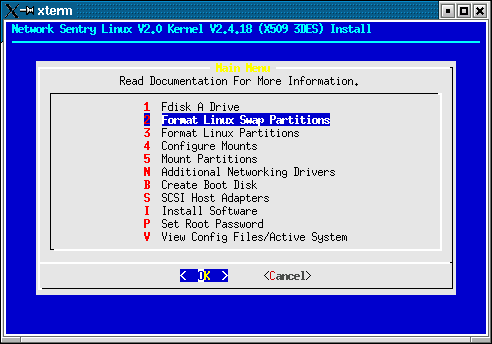 xterm
Network Sentry Linux V2.0 Kernel V2.4.18 (X509 3DES) Install
Main Menu
Read Documentation For More Information.
1 Fdisk A Drive
2 Format Linux Swap Partitions
3 Format Linux Partitions
4 Configure Mounts
5 Mount Partitions
N Additional Networking Drivers
B Create Boot Disk
S SCSI Host Adapters
I Install Software
P Set Root Password
V View Config Files/Active System
< OK > <Cancel>